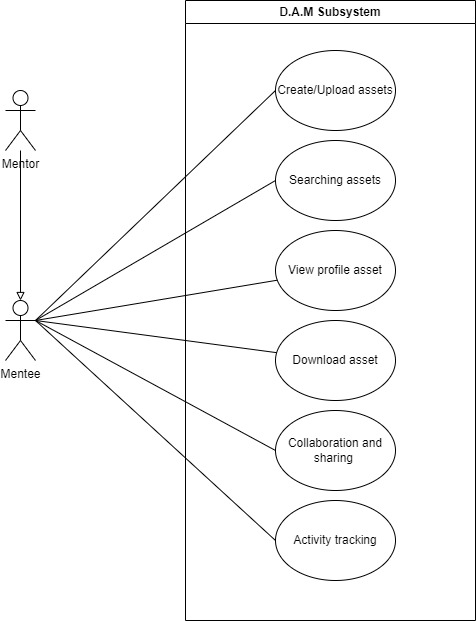 D.A.M Subsystem
Create/Upload assets
Mentor
Searching assets
View profile asset
Mentee
Download asset
Collaboration and
sharing
Activity tracking